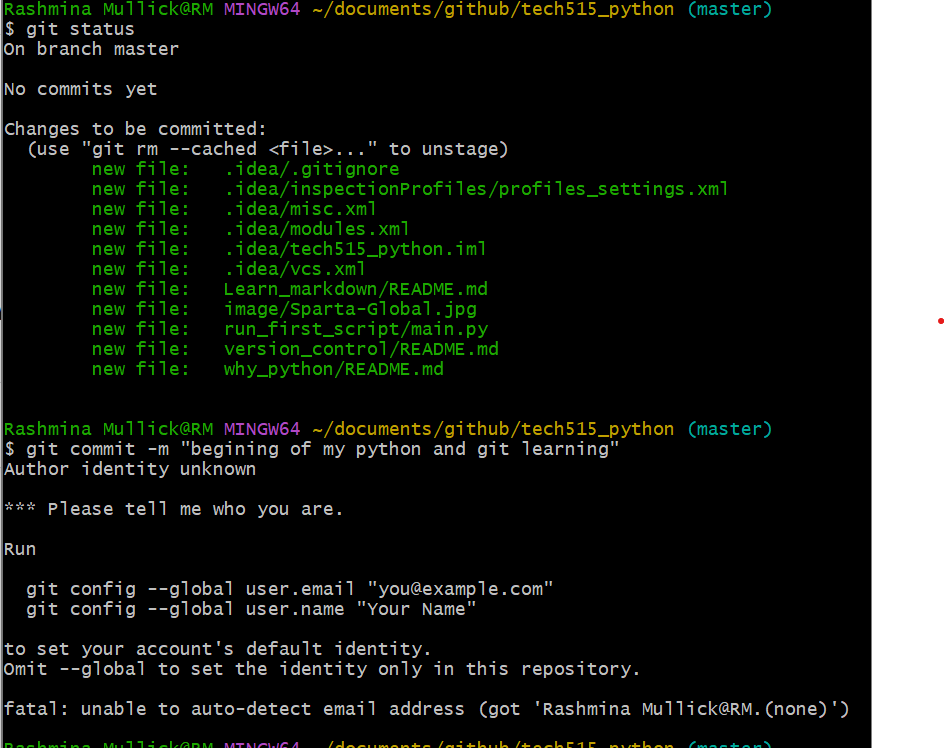 Rashmina Mullick@RM MINGW64 ~/documents/github/tech515_python (master)
$ git status
On branch master
No commits yet
Changes to be committed:
(use "git rm --cached <file>..." to unstage)
new file: .idea/.gitignore
new file: .idea/inspectionProfiles/profiles_settings.xml
new file: .idea/misc.xml
new file: .idea/modules.xml
new file: .idea/tech515_python.iml
new file: .idea/vcs.xml
new file: Learn_markdown/README.md
new file: image/Sparta-Global.jpg
new file: run_first_script/main.py
new file: version_control/README.md
new file: why_python/README.md
Rashmina Mullick@RM MINGW64 ~/documents/github/tech515_python (master)
$ git commit -m "begining of my python and git learning"
Author identity unknown
*** Please tell me who you are.
Run
git config --global user.email "you@example.com"
git config --global user.name "Your Name"
to set your account's default identity.
Omit --global to set the identity only in this repository.
fatal: unable to auto-detect email address (got 'Rashmina Mullick@RM.(none)')
Rashmina Mullick@RM MINGW64 ~/documents/github/tech515_python (master)